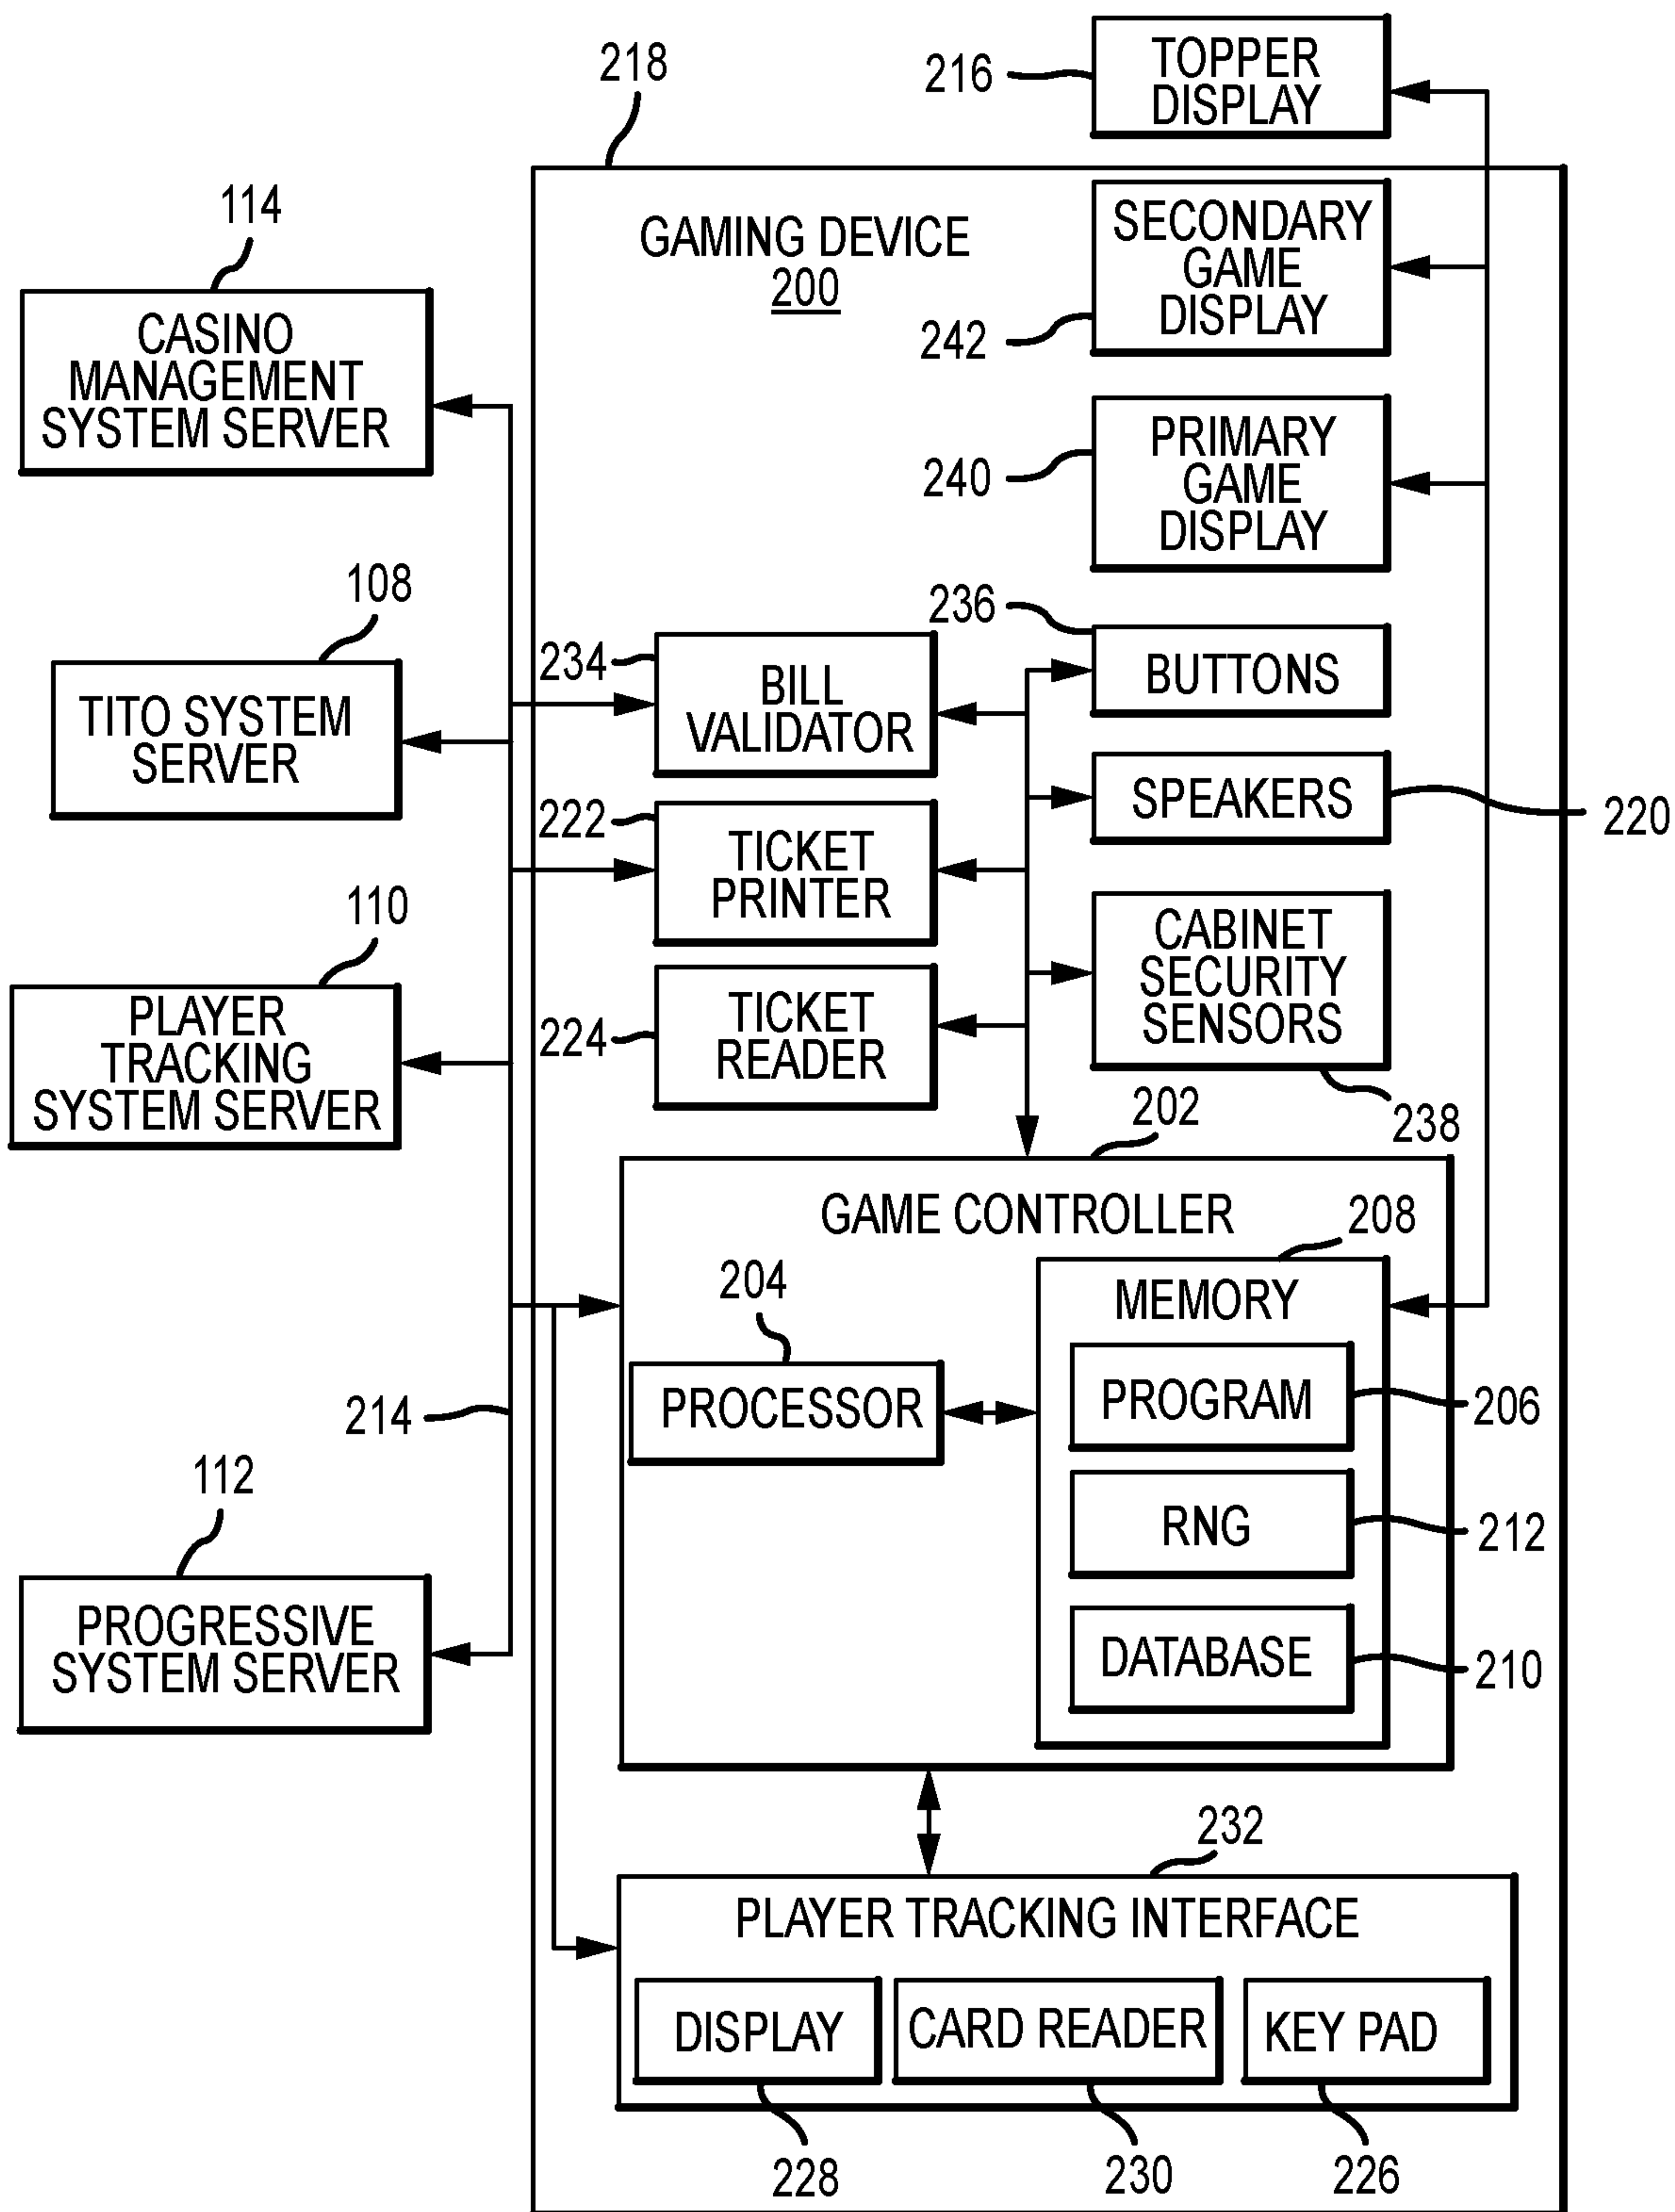 216
TOPPER
DISPLAY
218
GAMING DEVICE
200
242
SECONDARY
GAME
DISPLAY
114
CASINO
MANAGEMENT
SYSTEM SERVER
240
PRIMARY
GAME
DISPLAY
108
TITO SYSTEM
SERVER
234
BILL
VALIDATOR
236
BUTTONS
SPEAKERS
220
222
TICKET
PRINTER
110
PLAYER
TRACKING
SYSTEM SERVER
224
TICKET
READER
CABINET
SECURITY
SENSORS
238
202
GAME CONTROLLER
208
204
PROCESSOR
MEMORY
PROGRAM
206
RNG
212
DATABASE
210
214
112
PROGRESSIVE
SYSTEM SERVER
232
PLAYER TRACKING INTERFACE
DISPLAY
CARD READER
KEY PAD
228
230
226